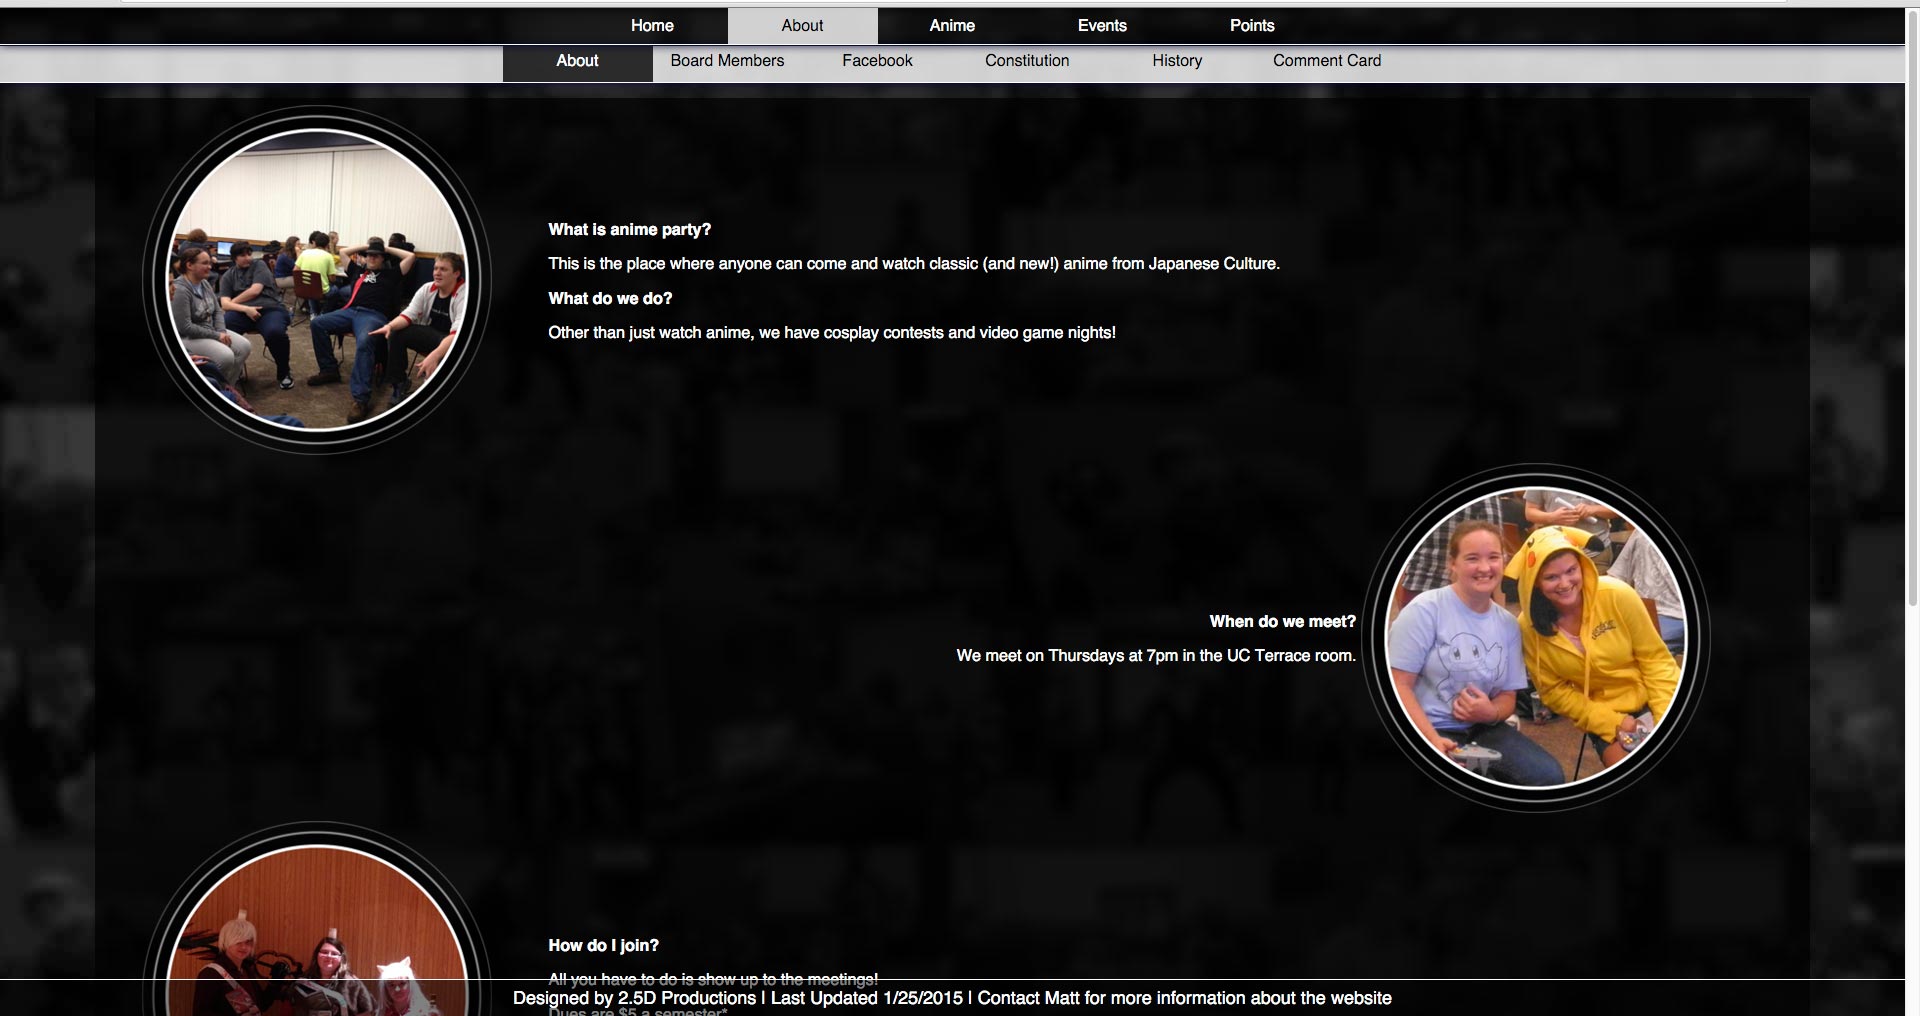 Home About Anime Events Points
About Board Members Facebook Constitution History Comment Card
What is anime party?
This is the place where anyone can come and watch classic (and new!) anime from Japanese Culture.
What do we do?
Other than just watch anime, we have cosplay contests and video game nights!
When do we meet?
We meet on Thursdays at 7pm in the UC Terrace room.
How do I join?
All you have to do is show up to the meetings!
Designed by 2.5D Productions | Last Updated 1/25/2015 | Contact Matt for more information about the website
Dues are $5 a semester*